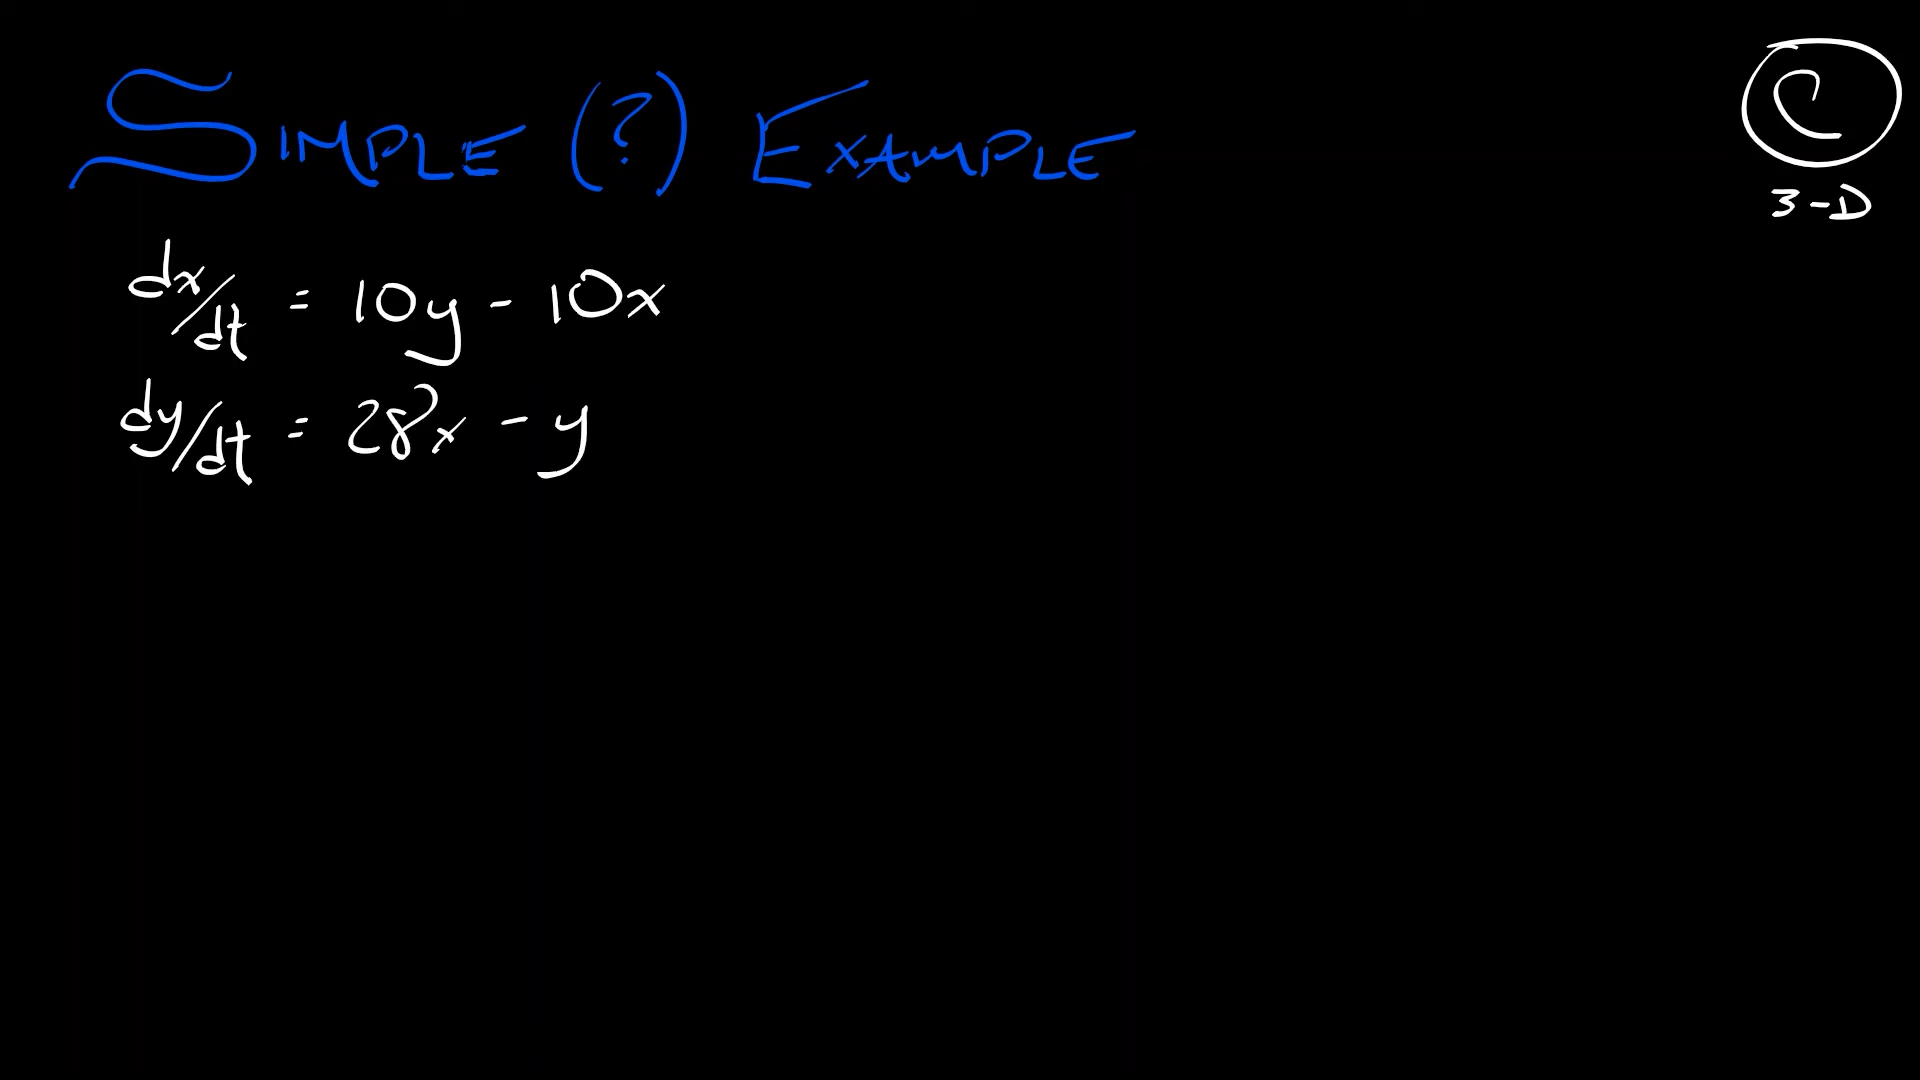 SIMPLE (?) EXAMPLE
C
3-D
dx/dt = 10y - 10x
dy/dt = 28x - y